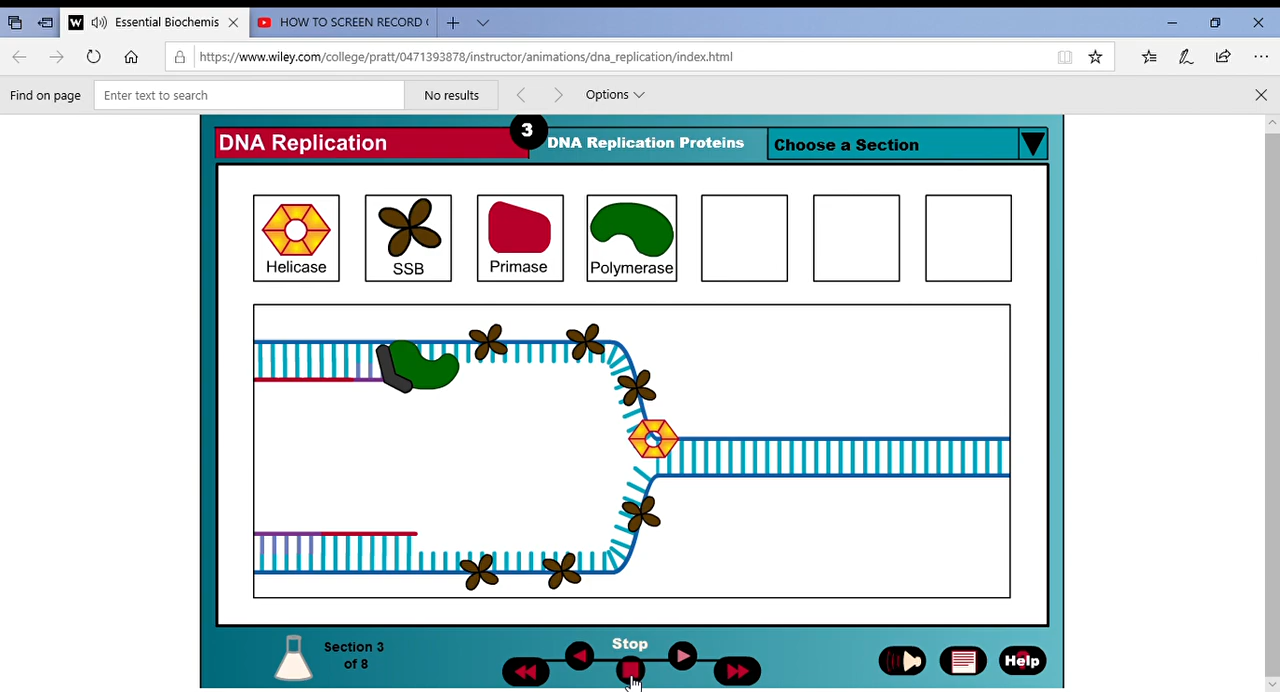 W Essential Biochemis
HOW TO SCREEN RECORD
https://www.wiley.com/college/pratt/0471393878/instructor/animations/dna_replication/index.html
Find on page
Enter text to search
No results
Options
DNA Replication
3
DNA Replication Proteins
Choose a Section
Helicase
SSB
Primase
Polymerase
Section 3
of 8
Stop
Help